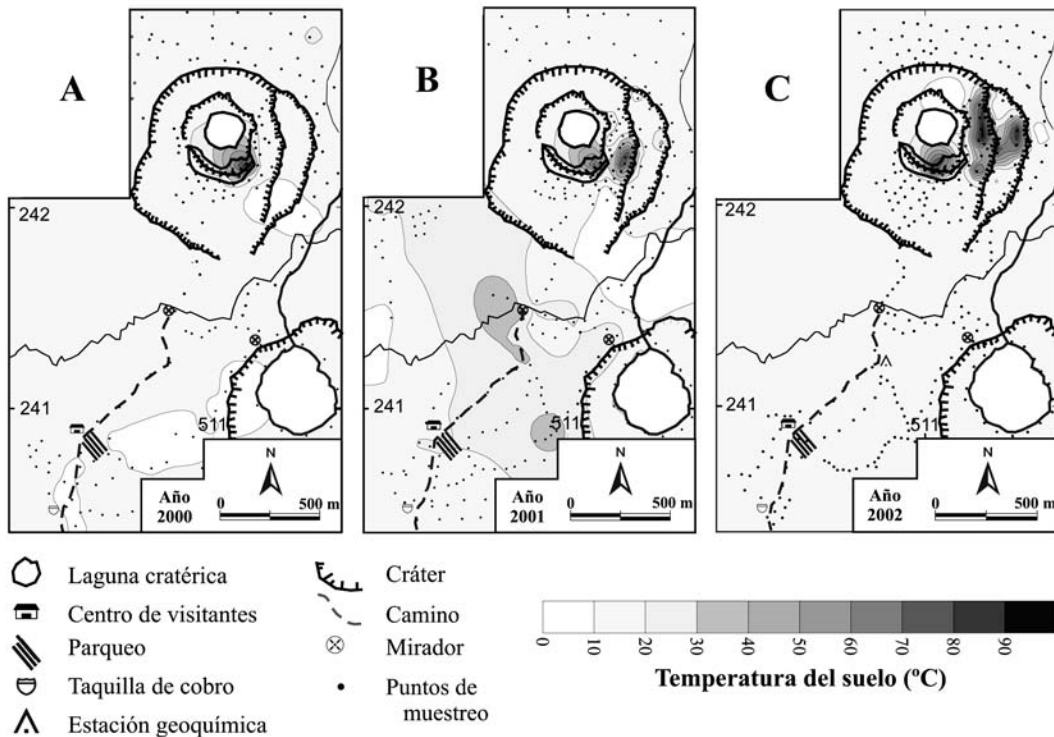 A
242
241
511
N
Año
2000
0 500 m
B
242
241
511
N
Año
2001
0 500 m
C
242
241
511
N
Año
2002
0 500 m
Laguna cratérica
Centro de visitantes
Parqueo
Taquilla de cobro
Estación geoquímica
Cráter
Camino
Mirador
Puntos de
muestreo
0 10 20 30 40 50 60 70 80 90
Temperatura del suelo (ºC)